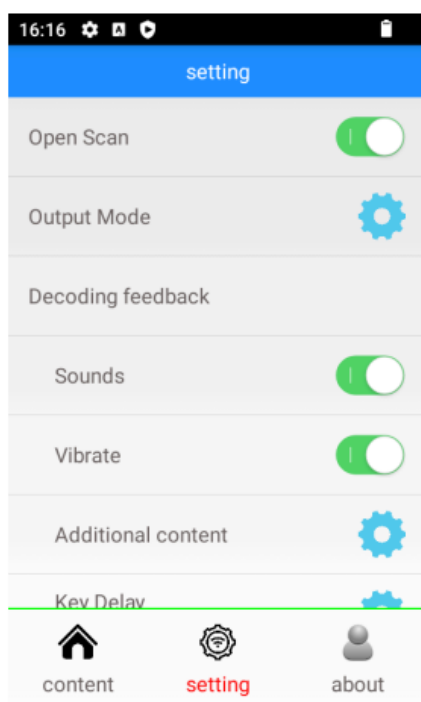 16:16
setting
Open Scan
Output Mode
Decoding feedback
Sounds
Vibrate
Additional content
Key Delay
content setting about